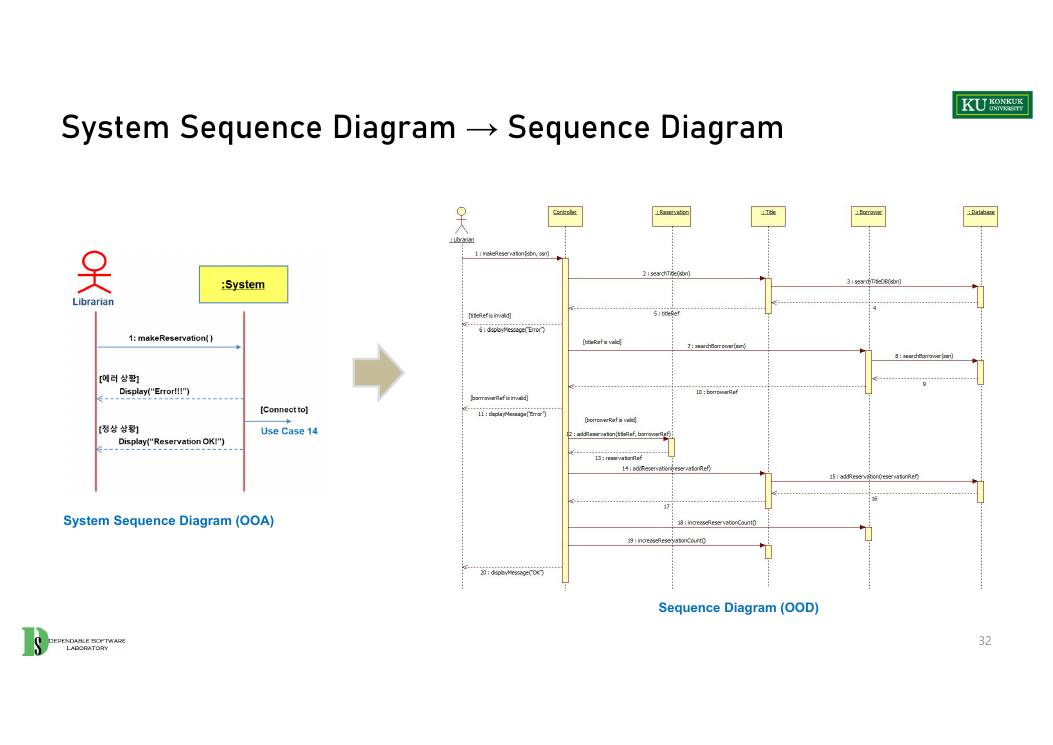 KU KONKUK
UNIVERSITY
System Sequence Diagram → Sequence Diagram
Librarian
:System
1: makeReservation( )
[에러 상황]
Display(“Error!!!”)
[Connect to]
Use Case 14
[정상 상황]
Display(“Reservation OK!”)
System Sequence Diagram (OOA)
: Librarian
Controller
: Reservation
: Title
: Borrower
: Database
1 : makeReservation(isbn, ssn)
2 : searchTitle(isbn)
3 : searchTitleDB(isbn)
4
5 : titleRef
[titleRef is invalid]
6 : displayMessage("Error")
[titleRef is valid]
7 : searchBorrower(ssn)
8 : searchBorrower(ssn)
9
10 : borrowerRef
[borrowerRef is invalid]
11 : displayMessage("Error")
[borrowerRef is valid]
12 : addReservation(titleRef, borrowerRef)
13 : reservationRef
14 : addReservation(reservationRef)
15 : addReservation(reservationRef)
16
17
18 : increaseReservationCount()
19 : increaseReservationCount()
20 : displayMessage("OK")
Sequence Diagram (OOD)
DS DEPENDABLE SOFTWARE
LABORATORY
32